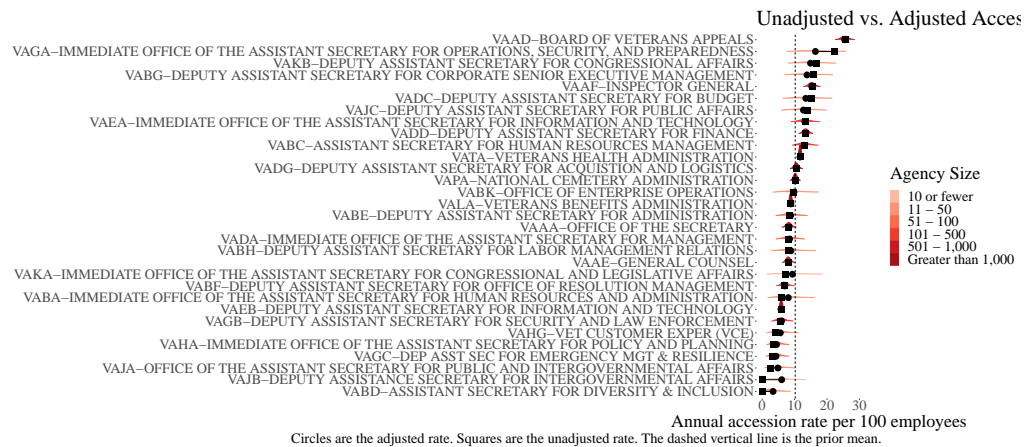 Unadjusted vs. Adjusted Acces
VAAD−BOARD OF VETERANS APPEALS
VAGA−IMMEDIATE OFFICE OF THE ASSISTANT SECRETARY FOR OPERATIONS, SECURITY, AND PREPAREDNESS
VAKB−DEPUTY ASSISTANT SECRETARY FOR CONGRESSIONAL AFFAIRS
VABG−DEPUTY ASSISTANT SECRETARY FOR CORPORATE SENIOR EXECUTIVE MANAGEMENT
VAAF−INSPECTOR GENERAL
VADC−DEPUTY ASSISTANT SECRETARY FOR BUDGET
VAJC−DEPUTY ASSISTANT SECRETARY FOR PUBLIC AFFAIRS
VAEA−IMMEDIATE OFFICE OF THE ASSISTANT SECRETARY FOR INFORMATION AND TECHNOLOGY
VADD−DEPUTY ASSISTANT SECRETARY FOR FINANCE
VABC−ASSISTANT SECRETARY FOR HUMAN RESOURCES MANAGEMENT
VATA−VETERANS HEALTH ADMINISTRATION
VADG−DEPUTY ASSISTANT SECRETARY FOR ACQUISTION AND LOGISTICS
VAPA−NATIONAL CEMETERY ADMINISTRATION
VABK−OFFICE OF ENTERPRISE OPERATIONS
VALA−VETERANS BENEFITS ADMINISTRATION
VABE−DEPUTY ASSISTANT SECRETARY FOR ADMINISTRATION
VAAA−OFFICE OF THE SECRETARY
VADA−IMMEDIATE OFFICE OF THE ASSISTANT SECRETARY FOR MANAGEMENT
VABH−DEPUTY ASSISTANT SECRETARY FOR LABOR MANAGEMENT RELATIONS
VAAE−GENERAL COUNSEL
VAKA−IMMEDIATE OFFICE OF THE ASSISTANT SECRETARY FOR CONGRESSIONAL AND LEGISLATIVE AFFAIRS
VABF−DEPUTY ASSISTANT SECRETARY FOR OFFICE OF RESOLUTION MANAGEMENT
VABA−IMMEDIATE OFFICE OF THE ASSISTANT SECRETARY FOR HUMAN RESOURCES AND ADMINISTRATION
VAEB−DEPUTY ASSISTANT SECRETARY FOR INFORMATION AND TECHNOLOGY
VAGB−DEPUTY ASSISTANT SECRETARY FOR SECURITY AND LAW ENFORCEMENT
VAHG−VET CUSTOMER EXPER (VCE)
VAHA−IMMEDIATE OFFICE OF THE ASSISTANT SECRETARY FOR POLICY AND PLANNING
VAGC−DEP ASST SEC FOR EMERGENCY MGT & RESILIENCE
VAJA−OFFICE OF THE ASSISTANT SECRETARY FOR PUBLIC AND INTERGOVERNMENTAL AFFAIRS
VAJB−DEPUTY ASSISTANCE SECRETARY FOR INTERGOVERNMENTAL AFFAIRS
VABD−ASSISTANT SECRETARY FOR DIVERSITY & INCLUSION
0 10 20 30
Annual accession rate per 100 employees
Agency Size
10 or fewer
11 − 50
51 − 100
101 − 500
501 − 1,000
Greater than 1,000
Circles are the adjusted rate. Squares are the unadjusted rate. The dashed vertical line is the prior mean.